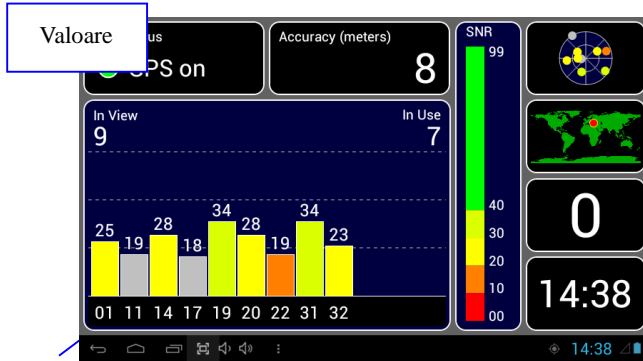 Valoare
us
GPS on
Accuracy (meters)
8
In View
9
In Use
7
25 19 28 18 34 28 19 34 23
01 11 14 17 19 20 22 31 32
SNR
99
40
30
20
10
00
0
14:38
14:38